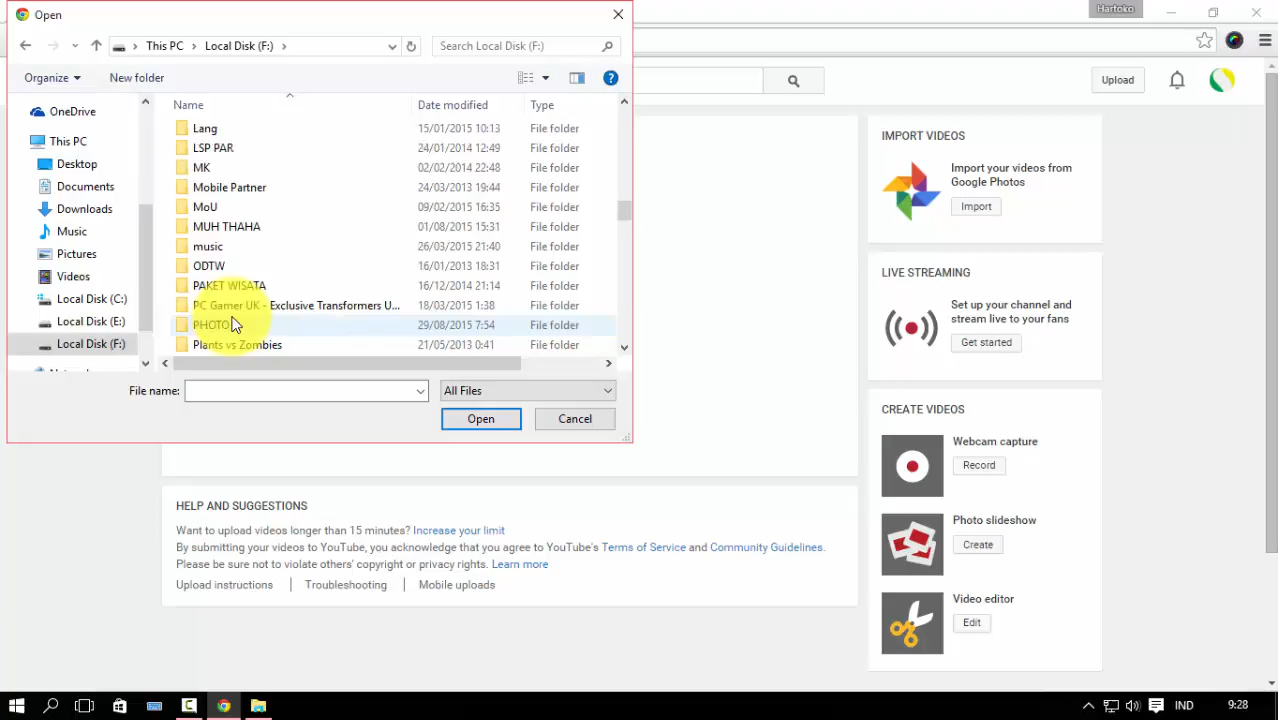 Open
Hartoko
This PC
Local Disk (F:)
Search Local Disk (F:)
Organize
New folder
Upload
OneDrive
This PC
Desktop
Documents
Downloads
Music
Pictures
Videos
Local Disk (C:)
Local Disk (E:)
Local Disk (F:)
Name Date modified Type
Lang 15/01/2015 10:13 File folder
LSP PAR 24/01/2014 12:49 File folder
MK 02/02/2014 22:48 File folder
Mobile Partner 24/03/2013 19:44 File folder
MoU 09/02/2015 16:35 File folder
MUH THAHA 01/08/2015 15:31 File folder
music 26/03/2015 21:40 File folder
ODTW 16/01/2013 18:31 File folder
PAKET WISATA 16/12/2014 21:14 File folder
PC Gamer UK - Exclusive Transformers U... 18/03/2015 1:38 File folder
PHOTO 29/08/2015 7:54 File folder
Plants vs Zombies 21/05/2013 0:41 File folder
File name:
All Files
Open
Cancel
IMPORT VIDEOS
Import your videos from
Google Photos
Import
LIVE STREAMING
Set up your channel and
stream live to your fans
Get started
CREATE VIDEOS
Webcam capture
Record
Photo slideshow
Create
Video editor
Edit
HELP AND SUGGESTIONS
Want to upload videos longer than 15 minutes? Increase your limit
By submitting your videos to YouTube, you acknowledge that you agree to YouTube's Terms of Service and Community Guidelines.
Please be sure not to violate others' copyright or privacy rights. Learn more
Upload instructions
Troubleshooting
Mobile uploads
IND
9:28